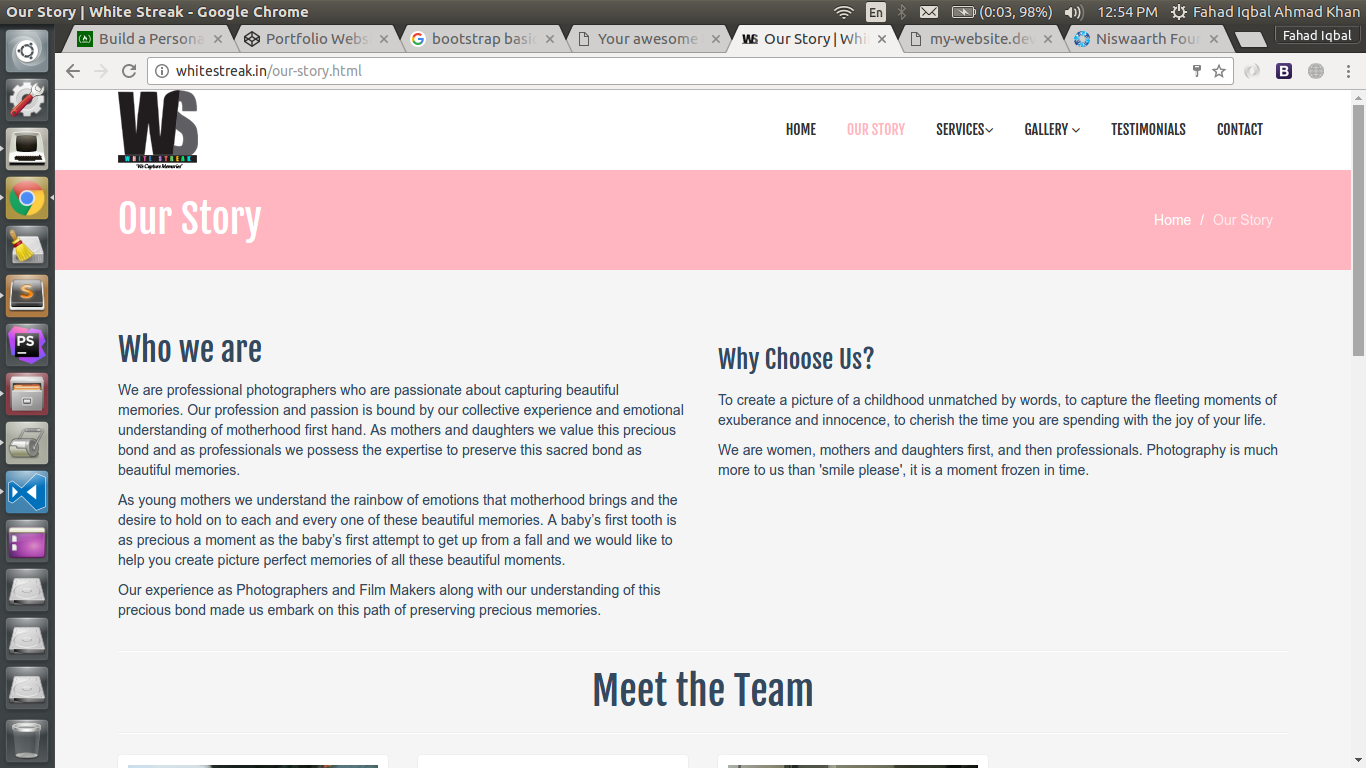 Our Story | White Streak - Google Chrome
En
(0:03, 98%)
12:54 PM
Fahad Iqbal Ahmad Khan
Build a Persona
Portfolio Webs
bootstrap basi
Your awesome
Our Story | Whi
my-website.de
Niswaarth Four
Fahad Iqbal
whitestreak.in/our-story.html
B
WS
WHITE STREAK
"We Capture Memories"
HOME
OUR STORY
SERVICES
GALLERY
TESTIMONIALS
CONTACT
Our Story
Home / Our Story
Who we are
We are professional photographers who are passionate about capturing beautiful
memories. Our profession and passion is bound by our collective experience and emotional
understanding of motherhood first hand. As mothers and daughters we value this precious
bond and as professionals we possess the expertise to preserve this sacred bond as
beautiful memories.
As young mothers we understand the rainbow of emotions that motherhood brings and the
desire to hold on to each and every one of these beautiful memories. A baby’s first tooth is
as precious a moment as the baby’s first attempt to get up from a fall and we would like to
help you create picture perfect memories of all these beautiful moments.
Our experience as Photographers and Film Makers along with our understanding of this
precious bond made us embark on this path of preserving precious memories.
Why Choose Us?
To create a picture of a childhood unmatched by words, to capture the fleeting moments of
exuberance and innocence, to cherish the time you are spending with the joy of your life.
We are women, mothers and daughters first, and then professionals. Photography is much
more to us than 'smile please', it is a moment frozen in time.
Meet the Team
S
PS